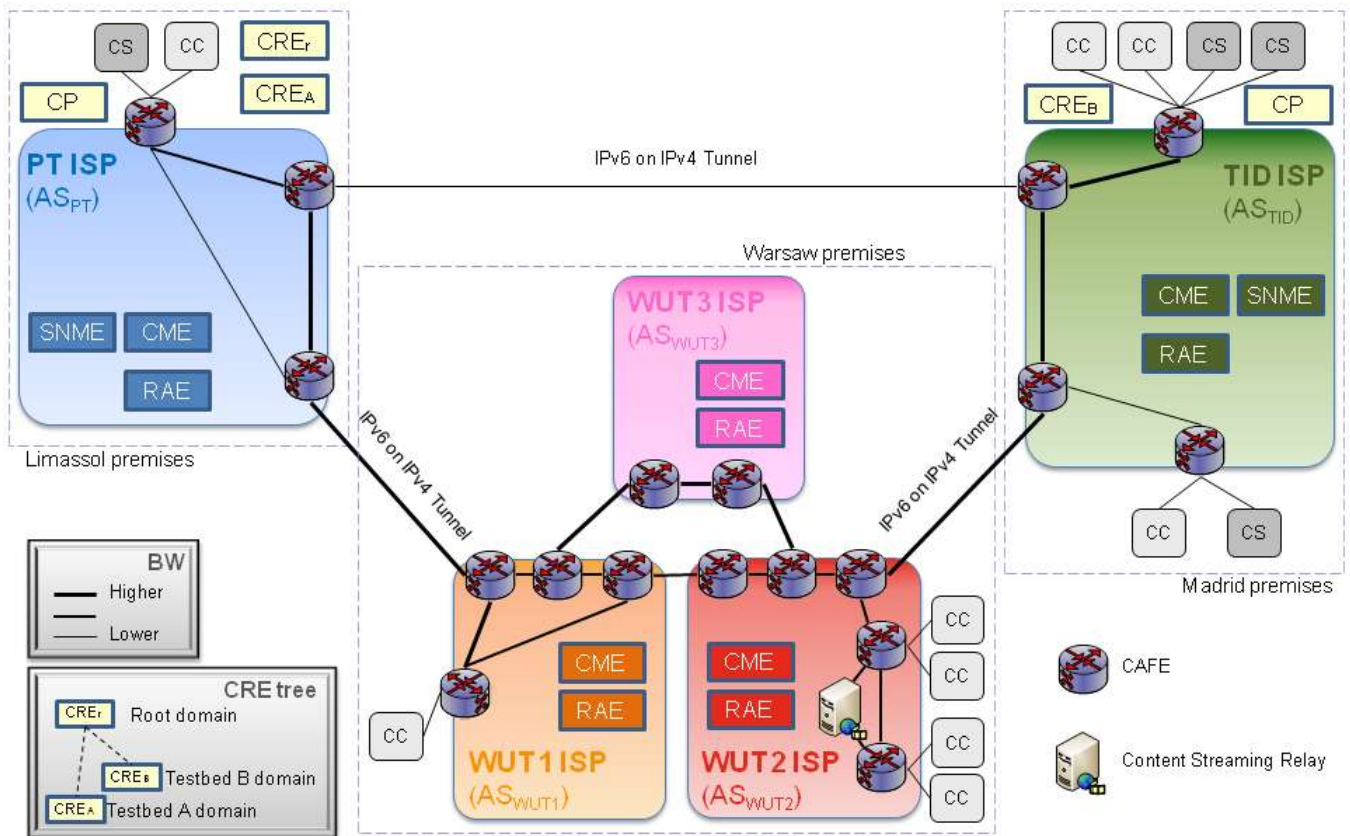 CS
CC
CREr
CREA
CP
PT ISP
(ASPT)
SNME
CME
RAE
Limassol premises
IPv6 on IPv4 Tunnel
CC
CC
CS
CS
CREB
CP
TID ISP
(ASTID)
CME
SNME
RAE
CC
CS
Madrid premises
Warsaw premises
WUT3 ISP
(ASWUT3)
CME
RAE
IPv6 on IPv4 Tunnel
IPv6 on IPv4 Tunnel
CME
RAE
CC
WUT1 ISP
(ASWUT1)
CME
RAE
WUT2 ISP
(ASWUT2)
CC
CC
CC
CC
BW
Higher
Lower
CRE tree
CREr
Root domain
CREB
Testbed B domain
CREA
Testbed A domain
CAFE
Content Streaming Relay